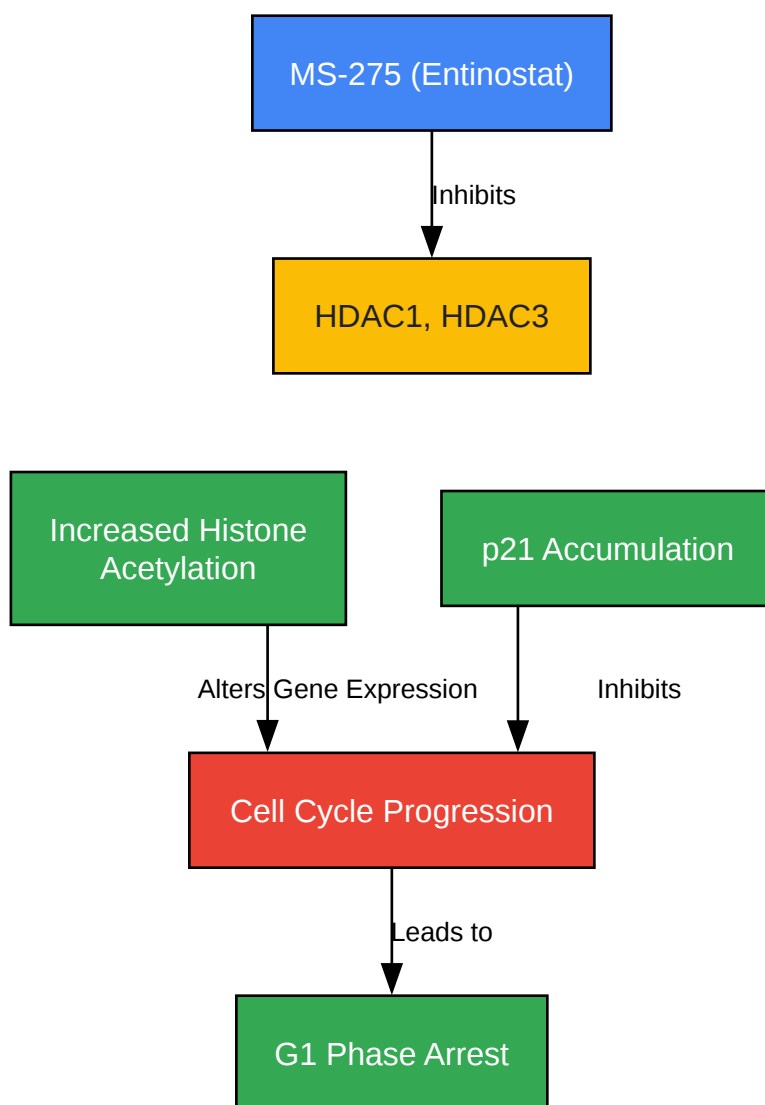 MS-275 (Entinostat)
Inhibits
HDAC1, HDAC3
Increased Histone
Acetylation
p21 Accumulation
Alters Gene Expression
Inhibits
Cell Cycle Progression
Leads to
G1 Phase Arrest